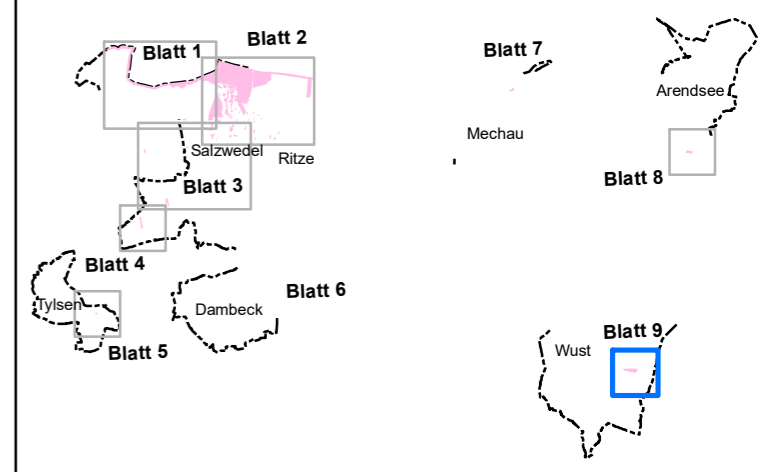 Blatt 1
Blatt 2
Blatt 7
Arendsee
Mechau
Salzwedel
Ritze
Blatt 3
Blatt 8
Blatt 4
Tylsen
Dambeck
Blatt 6
Blatt 5
Blatt 9
Wust